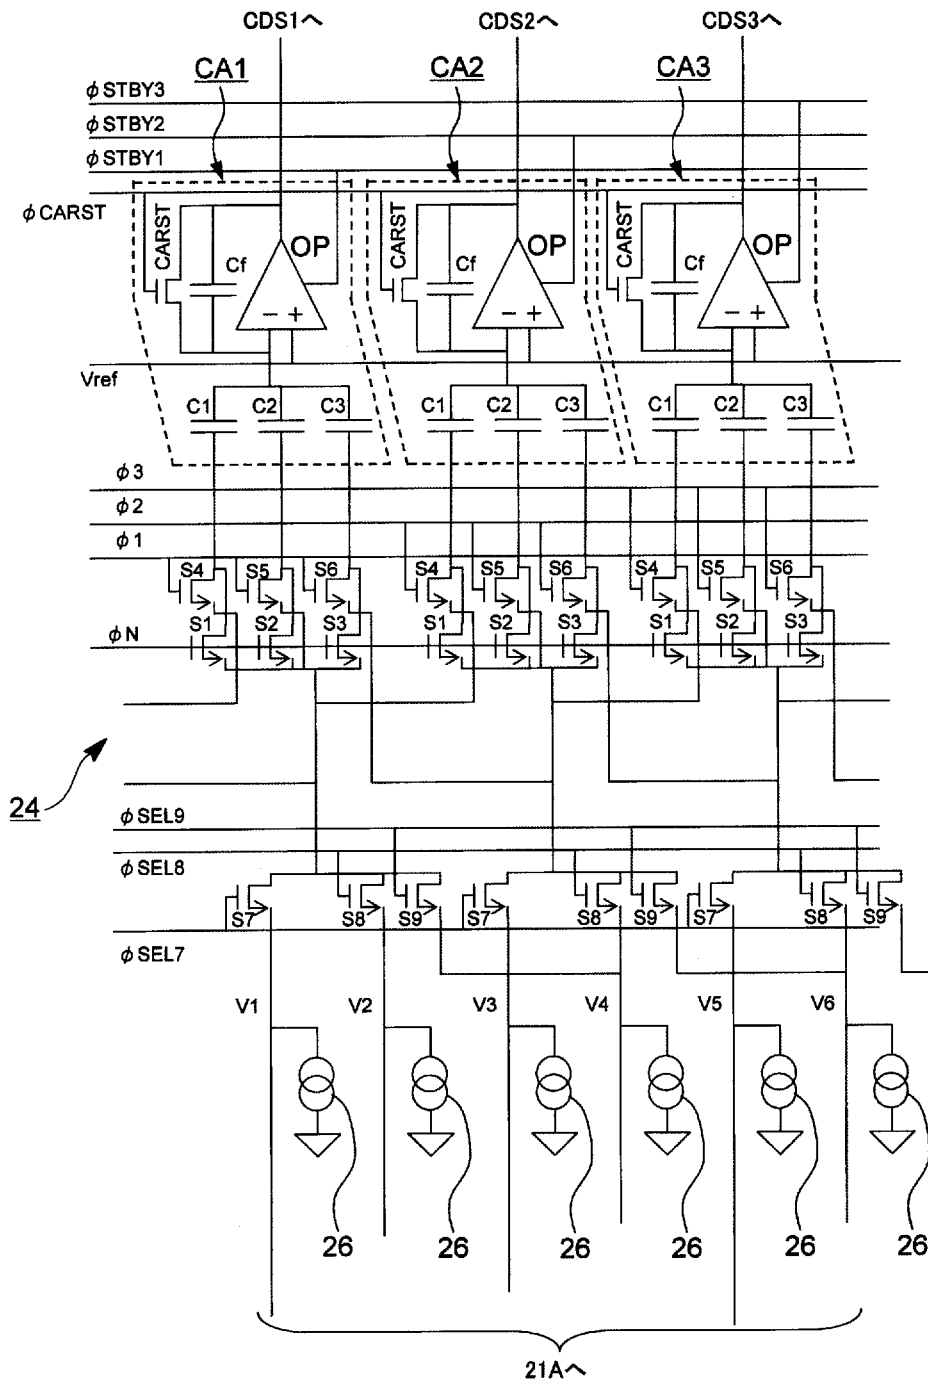 CDS1へ CDS2へ CDS3へ
CA1 CA2 CA3
φSTBY3
φSTBY2
φSTBY1
φCARST
CARST Cf OP − + CARST Cf OP − + CARST Cf OP − +
Vref
C1 C2 C3 C1 C2 C3 C1 C2 C3
φ3
φ2
φ1
S4 S5 S6 S4 S5 S6 S4 S5 S6
S1 S2 S3 S1 S2 S3 S1 S2 S3
φN
24
φSEL9
φSEL8
S7 S8 S9 S7 S8 S9 S7 S8 S9
φSEL7
V1 V2 V3 V4 V5 V6
26 26 26 26 26 26
21Aへ